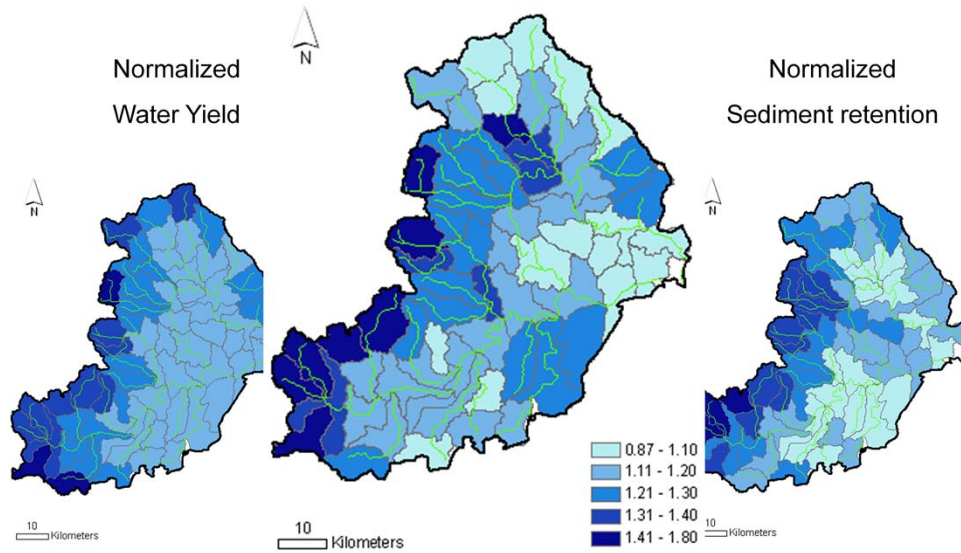 Normalized
Water Yield
N
10
Kilometers
N
10
Kilometers
0.87 - 1.10
1.11 - 1.20
1.21 - 1.30
1.31 - 1.40
1.41 - 1.80
Normalized
Sediment retention
N
10
Kilometers